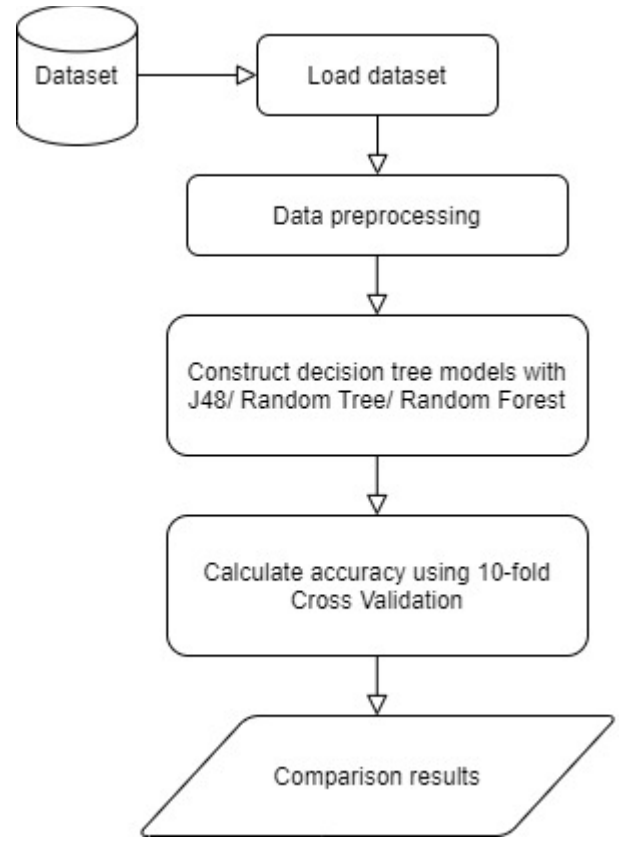 Dataset
Load dataset
Data preprocessing
Construct decision tree models with
J48/ Random Tree/ Random Forest
Calculate accuracy using 10-fold
Cross Validation
Comparison results